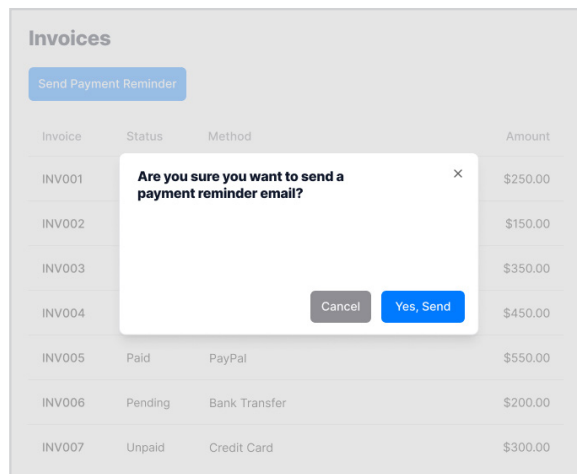 Invoices
Send Payment Reminder
Invoice Status Method Amount
Are you sure you want to send a
payment reminder email?
×
INV001 $250.00
INV002 $150.00
INV003 $350.00
Cancel Yes, Send
INV004 $450.00
INV005 Paid PayPal $550.00
INV006 Pending Bank Transfer $200.00
INV007 Unpaid Credit Card $300.00